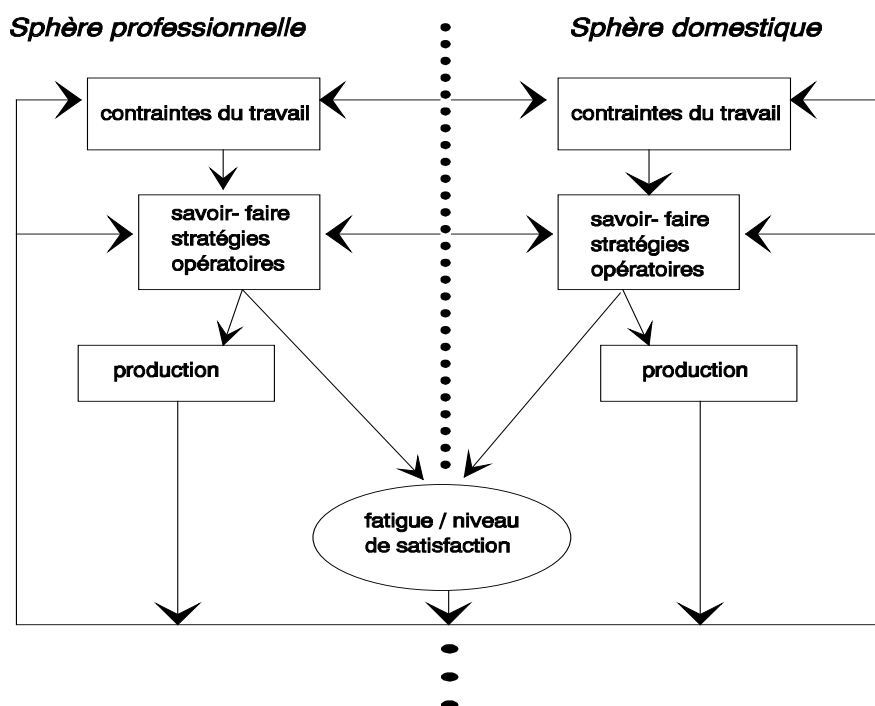 Sphère professionnelle
Sphère domestique
contraintes du travail
contraintes du travail
savoir- faire
stratégies
opératoires
savoir- faire
stratégies
opératoires
production
production
fatigue / niveau
de satisfaction